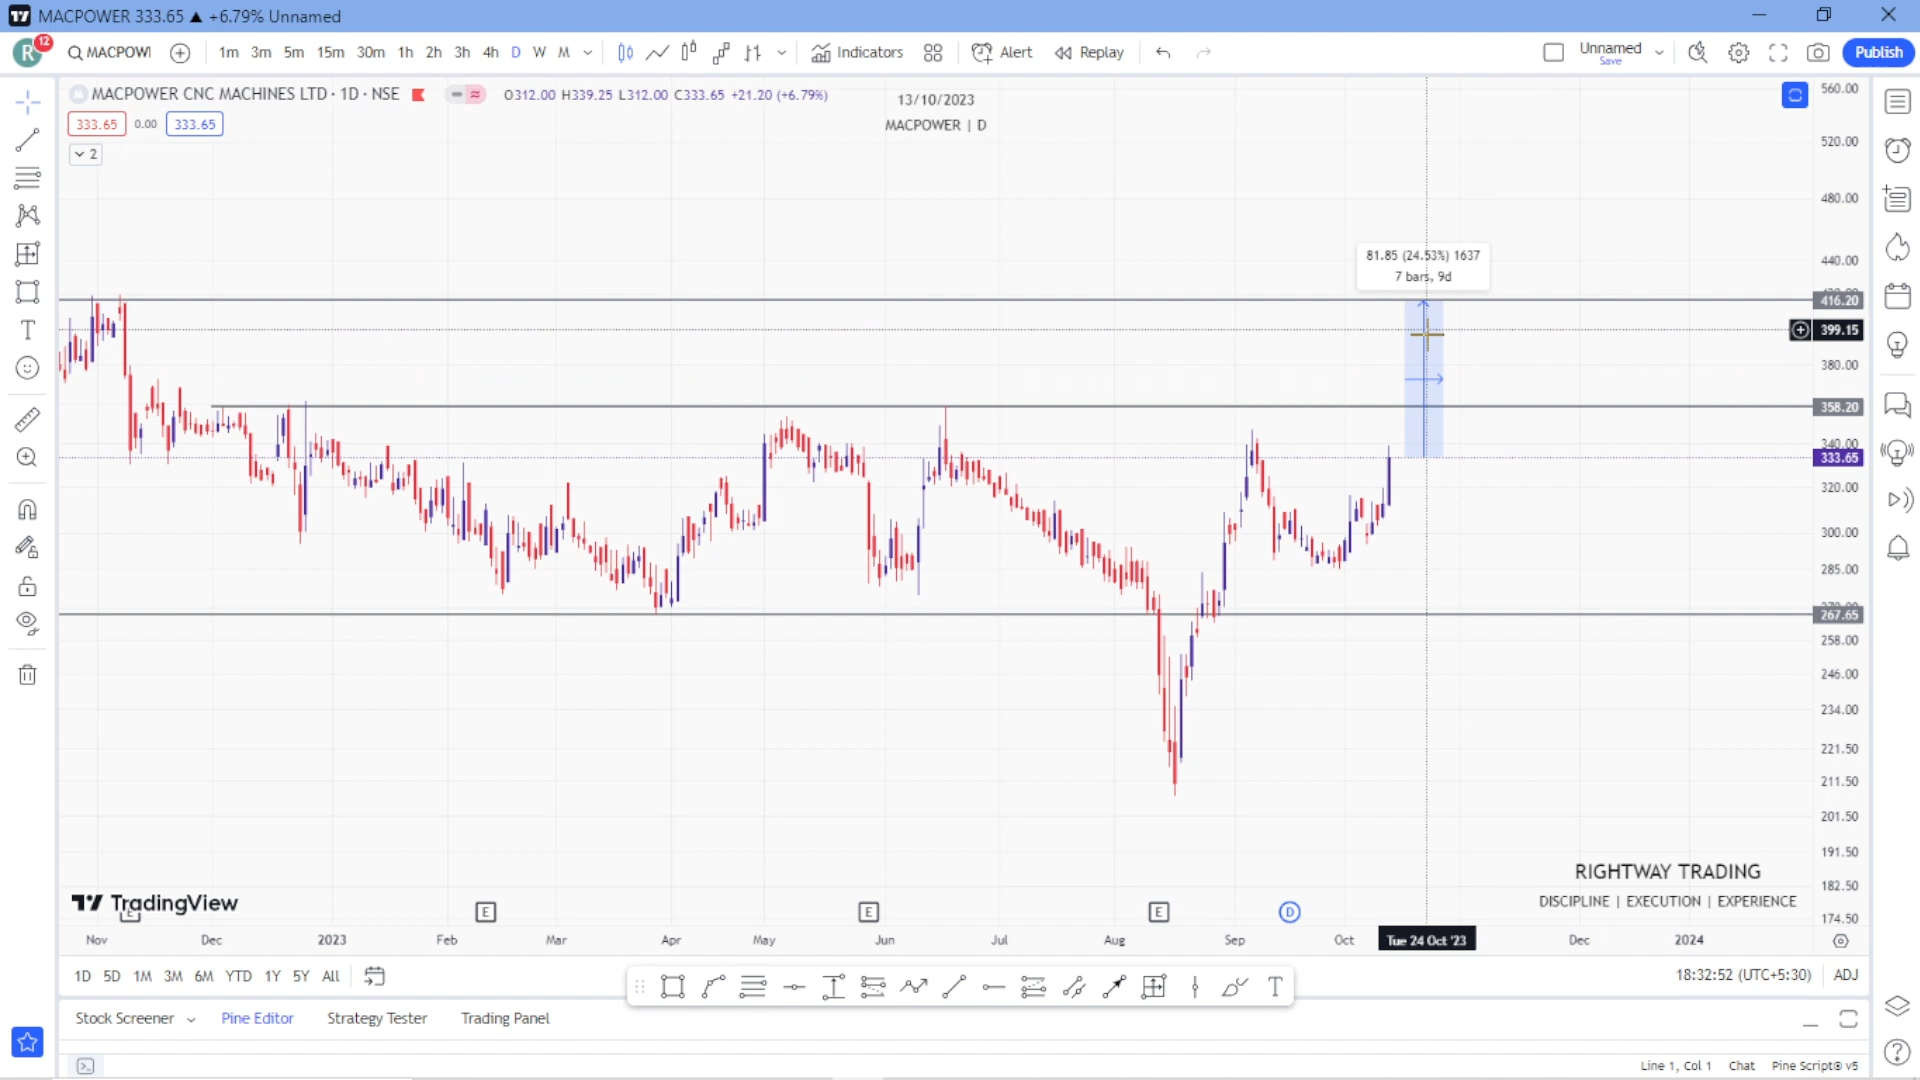 MACPOWER 333.65 ▲ +6.79% Unnamed
R 12 MACPOWI 1m 3m 5m 15m 30m 1h 2h 3h 4h D W M Indicators Alert Replay Unnamed Save Publish
MACPOWER CNC MACHINES LTD · 1D · NSE O312.00 H339.25 L312.00 C333.65 +21.20 (+6.79%)
333.65 0.00 333.65
2
13/10/2023
MACPOWER | D
560.00
520.00
480.00
440.00
81.85 (24.53%) 1637
7 bars, 9d
416.20
399.15
380.00
358.20
340.00
333.65
320.00
300.00
285.00
267.65
258.00
246.00
234.00
221.50
211.50
201.50
191.50
182.50
174.50
RIGHTWAY TRADING
DISCIPLINE | EXECUTION | EXPERIENCE
TradingView
E E E E D
Nov Dec 2023 Feb Mar Apr May Jun Jul Aug Sep Oct Tue 24 Oct '23 Dec 2024
1D 5D 1M 3M 6M YTD 1Y 5Y All 18:32:52 (UTC+5:30) ADJ
Stock Screener Pine Editor Strategy Tester Trading Panel
Line 1, Col 1 Chat Pine Script® v5